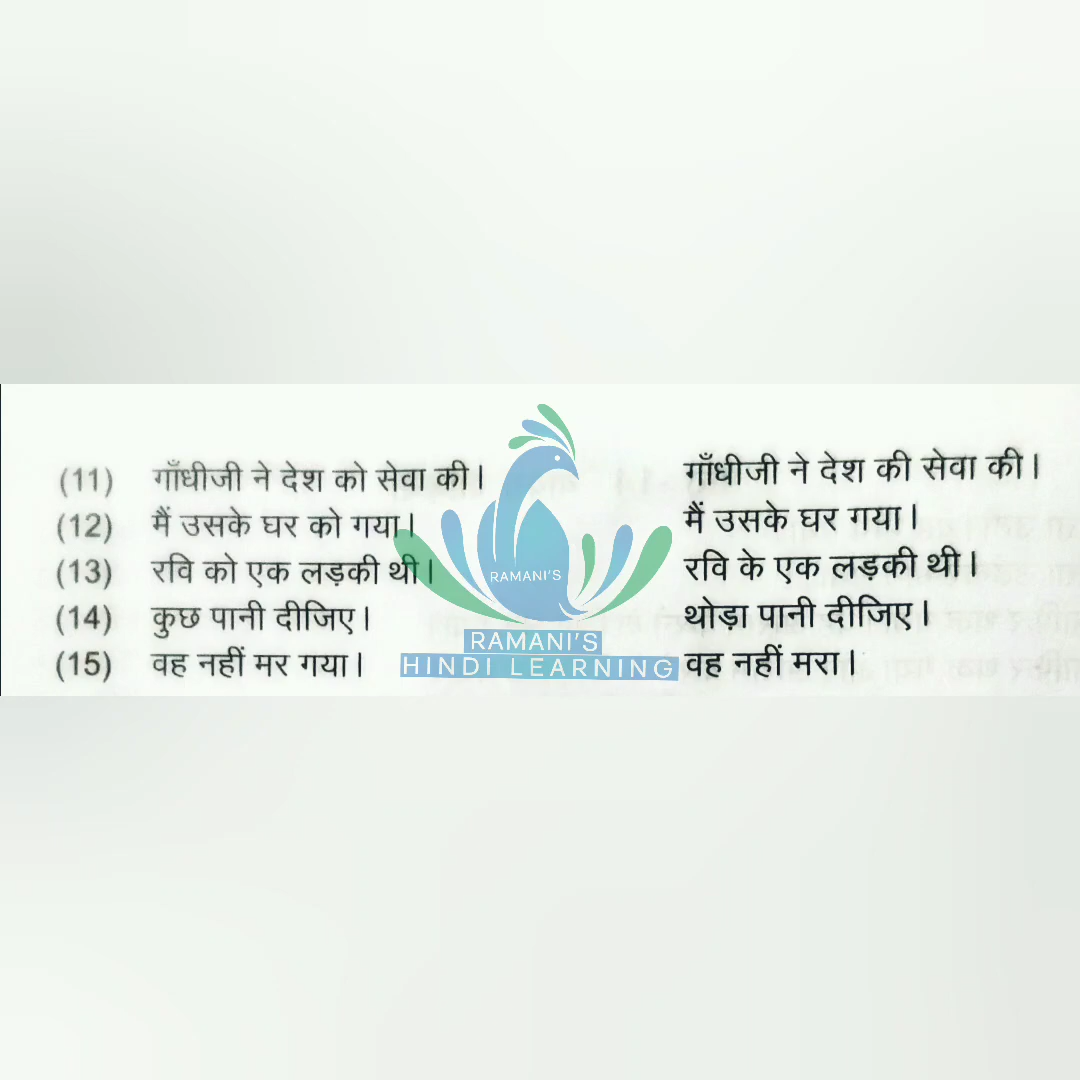 (11) गाँधीजी ने देश को सेवा की। गाँधीजी ने देश की सेवा की।
(12) मैं उसके घर को गया। मैं उसके घर गया।
(13) रवि को एक लड़की थी। रवि के एक लड़की थी।
(14) कुछ पानी दीजिए। थोड़ा पानी दीजिए।
(15) वह नहीं मर गया। वह नहीं मरा।
RAMANI'S
RAMANI'S
HINDI LEARNING